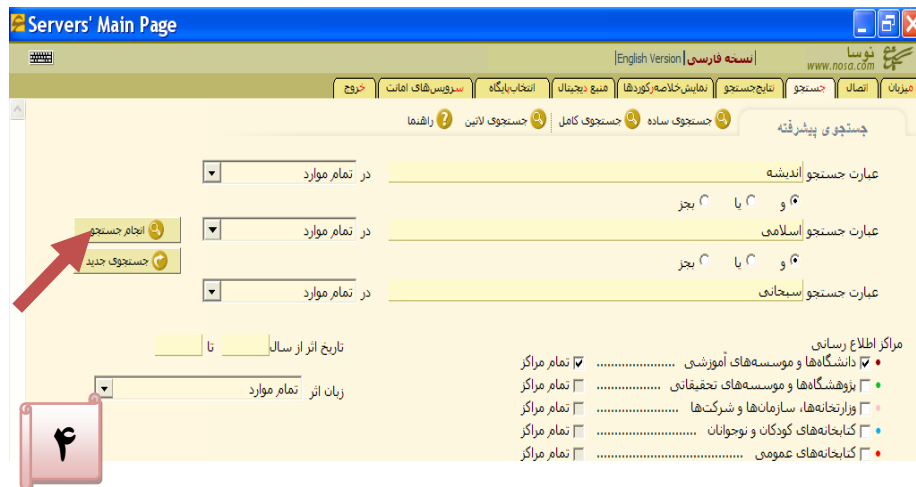 Servers' Main Page
نوسا
www.nosa.com
نسخه فارسی | English Version
میزبان اتصال جستجو نتایج‌جستجو نمایش‌خلاصه‌رکوردها منبع دیجیتال انتخاب‌پایگاه سرویس‌های امانت خروج
جستجوی پیشرفته جستجوی ساده جستجوی کامل جستجوی لاتین راهنما
عبارت جستجو اندیشه در تمام موارد
و یا بجز
عبارت جستجو اسلامی در تمام موارد
انجام جستجو
و یا بجز
جستجوی جدید
عبارت جستجو سبحانی در تمام موارد
مراکز اطلاع رسانی
تاریخ اثر از سال تا
دانشگاه‌ها و موسسه‌های آموزشی ..................... تمام مراکز
پژوهشگاه‌ها و موسسه‌های تحقیقاتی .................. تمام مراکز
زبان اثر تمام موارد
وزارتخانه‌ها، سازمان‌ها و شرکت‌ها ...................... تمام مراکز
کتابخانه‌های کودکان و نوجوانان ........................... تمام مراکز
کتابخانه‌های عمومی ........................................ تمام مراکز
۴